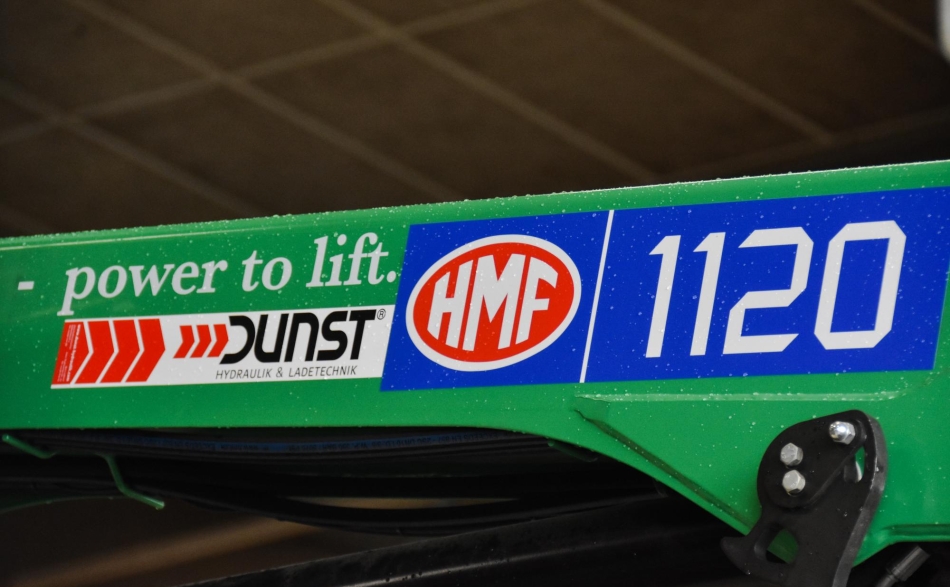 - power to lift.
DUNST®
HYDRAULIK & LADETECHNIK
HMF
1120